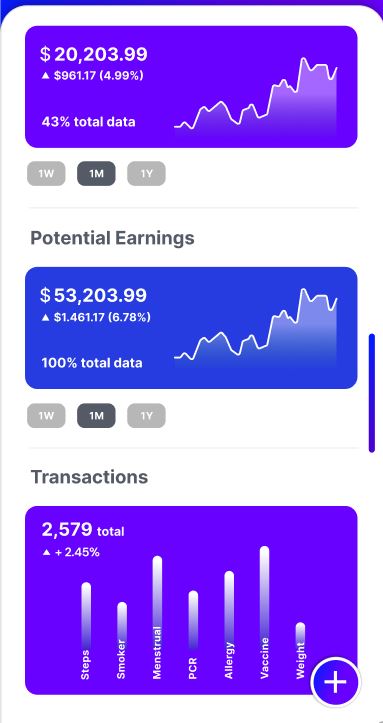 $ 20,203.99
▲ $961.17 (4.99%)
43% total data
1W 1M 1Y
Potential Earnings
$ 53,203.99
▲ $1.461.17 (6.78%)
100% total data
1W 1M 1Y
Transactions
2,579 total
▲ + 2.45%
Steps Smoker Menstrual PCR Allergy Vaccine Weight
+